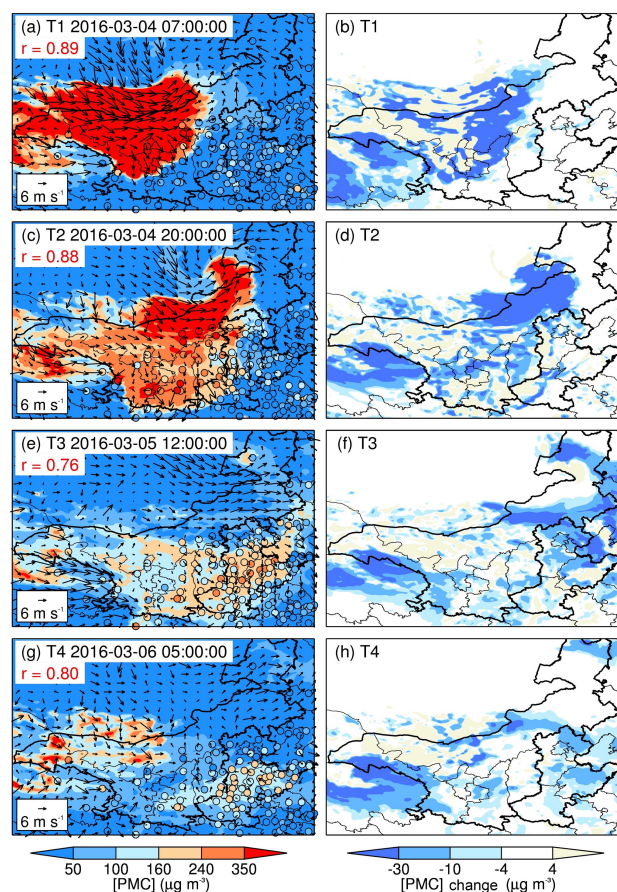 (a) T1 2016-03-04 07:00:00
r = 0.89
6 m s⁻¹
(b) T1
(c) T2 2016-03-04 20:00:00
r = 0.88
6 m s⁻¹
(d) T2
(e) T3 2016-03-05 12:00:00
r = 0.76
6 m s⁻¹
(f) T3
(g) T4 2016-03-06 05:00:00
r = 0.80
6 m s⁻¹
(h) T4
50 100 160 240 350
[PMC] (μg m⁻³)
-30 -10 -4 4
[PMC] change (μg m⁻³)